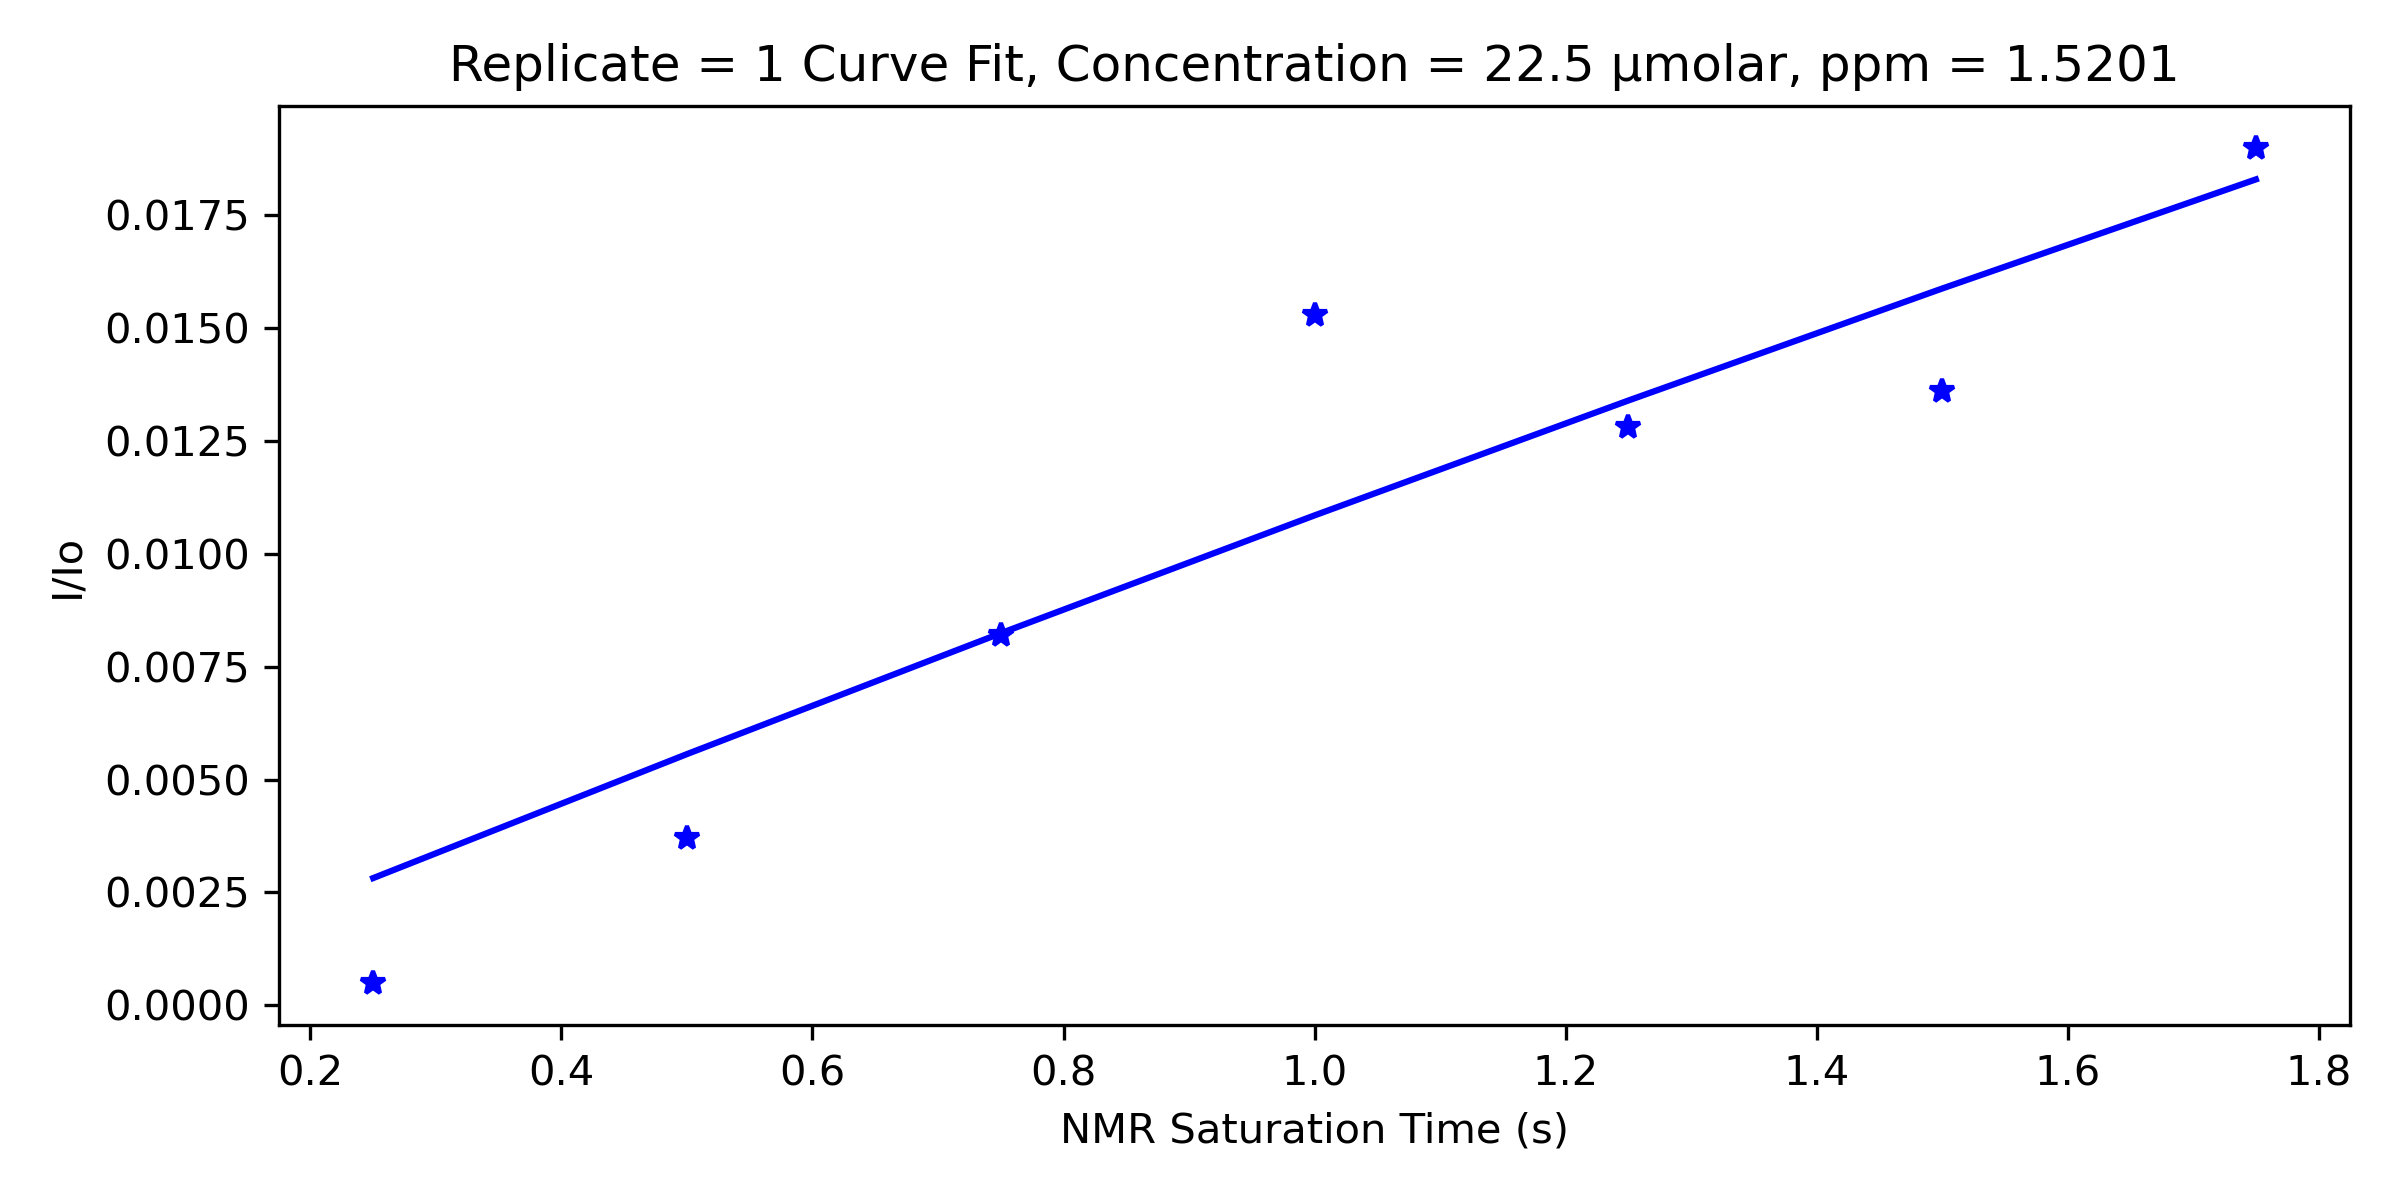 Replicate = 1 Curve Fit, Concentration = 22.5 μmolar, ppm = 1.5201
I/Io
0.0175
0.0150
0.0125
0.0100
0.0075
0.0050
0.0025
0.0000
0.2 0.4 0.6 0.8 1.0 1.2 1.4 1.6 1.8
NMR Saturation Time (s)